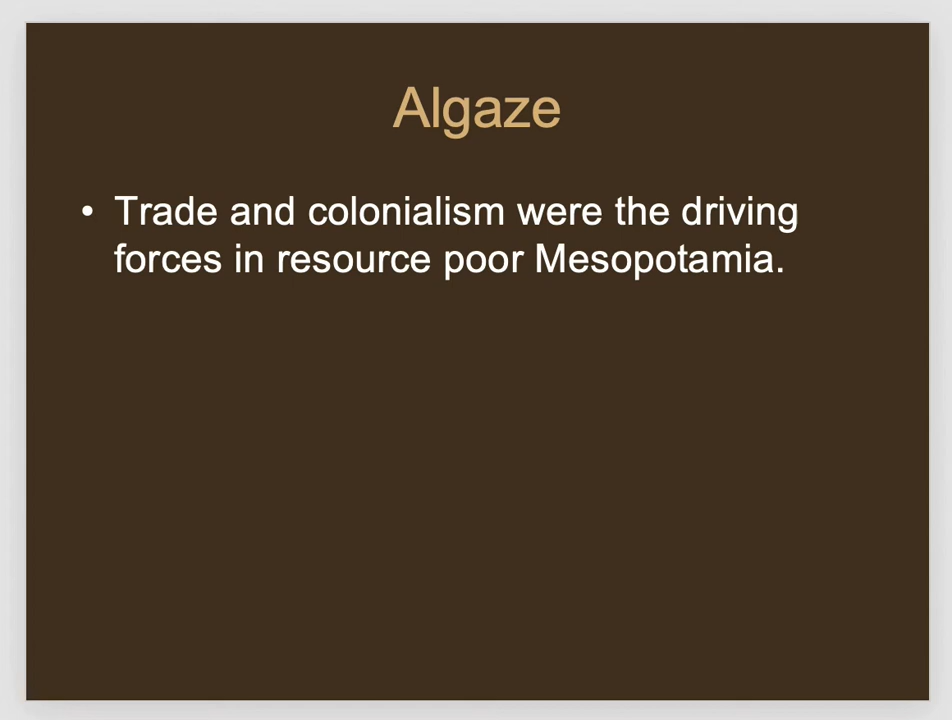 Algaze
• Trade and colonialism were the driving
forces in resource poor Mesopotamia.